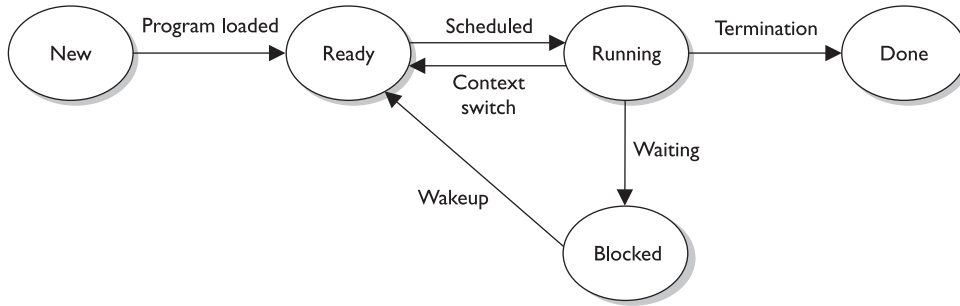 Program loaded
Scheduled
Termination
New
Ready
Running
Done
Context
switch
Waiting
Wakeup
Blocked